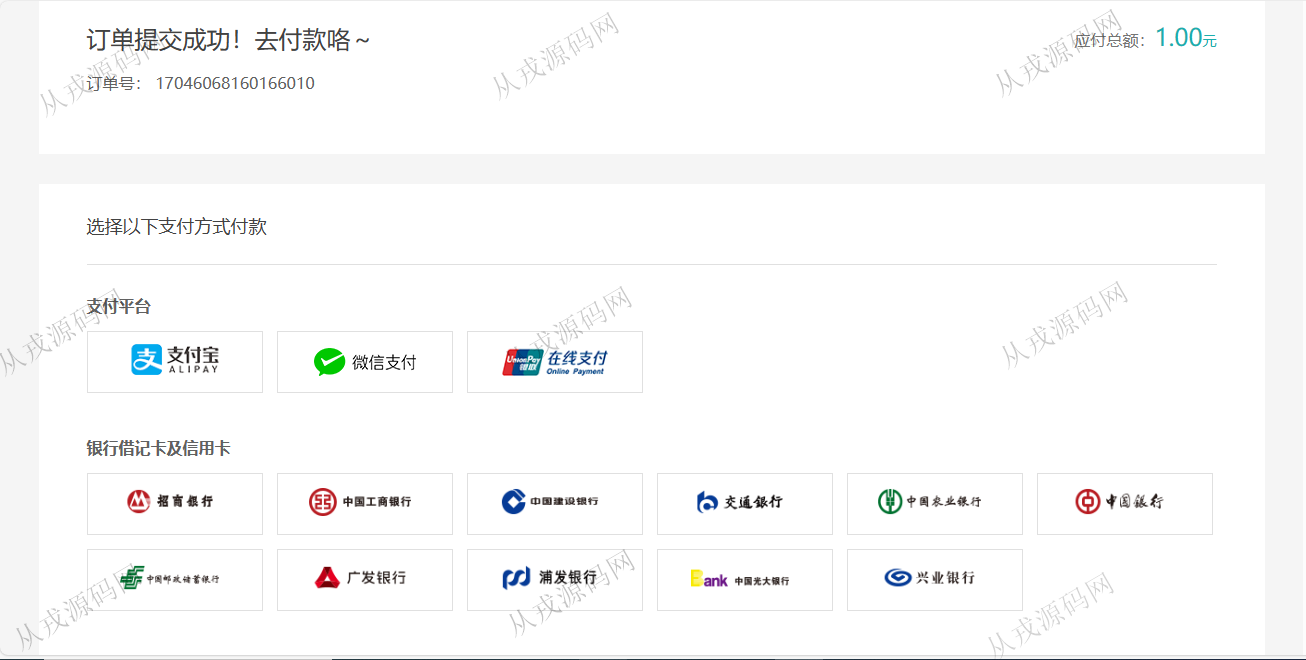 订单提交成功！去付款咯～
应付总额：1.00元
订单号： 17046068160166010
选择以下支付方式付款
支付平台
支付宝
ALIPAY
微信支付
UnionPay
银联
在线支付
Online Payment
银行借记卡及信用卡
招商银行
中国工商银行
中国建设银行
交通银行
中国农业银行
中国银行
中国邮政储蓄银行
广发银行
浦发银行
Bank 中国光大银行
兴业银行
从戎源码网
从戎源码网
从戎源码网
从戎源码网
从戎源码网
从戎源码网
从戎源码网
从戎源码网
从戎源码网